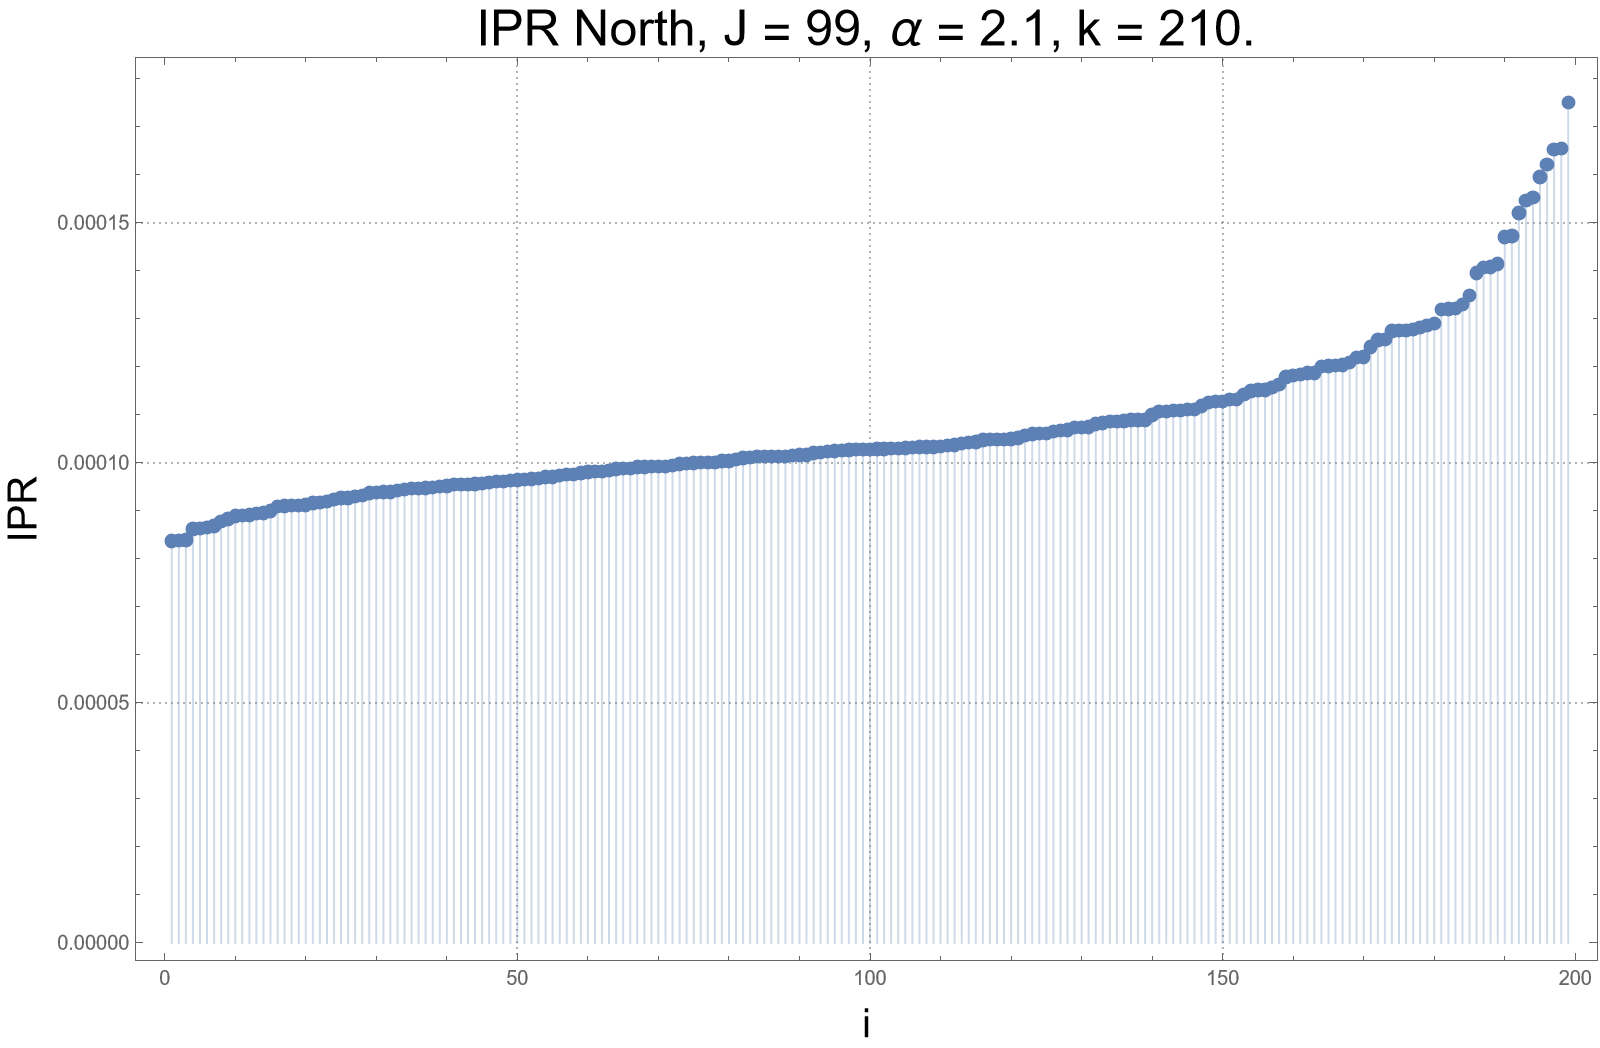 IPR North, J = 99, α = 2.1, k = 210.
0.00015
0.00010
0.00005
0.00000
IPR
0 50 100 150 200
i